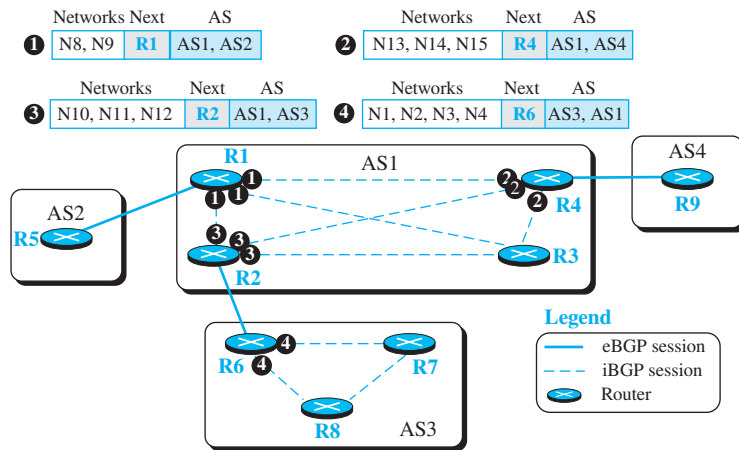 Networks Next AS
1 N8, N9 R1 AS1, AS2
Networks Next AS
2 N13, N14, N15 R4 AS1, AS4
Networks Next AS
3 N10, N11, N12 R2 AS1, AS3
Networks Next AS
4 N1, N2, N3, N4 R6 AS3, AS1
R1
AS1
AS4
1
1
1
2
2
2
R4
R9
AS2
R5
3
3
3
R2
R3
Legend
eBGP session
iBGP session
Router
R6
4
4
R7
R8
AS3